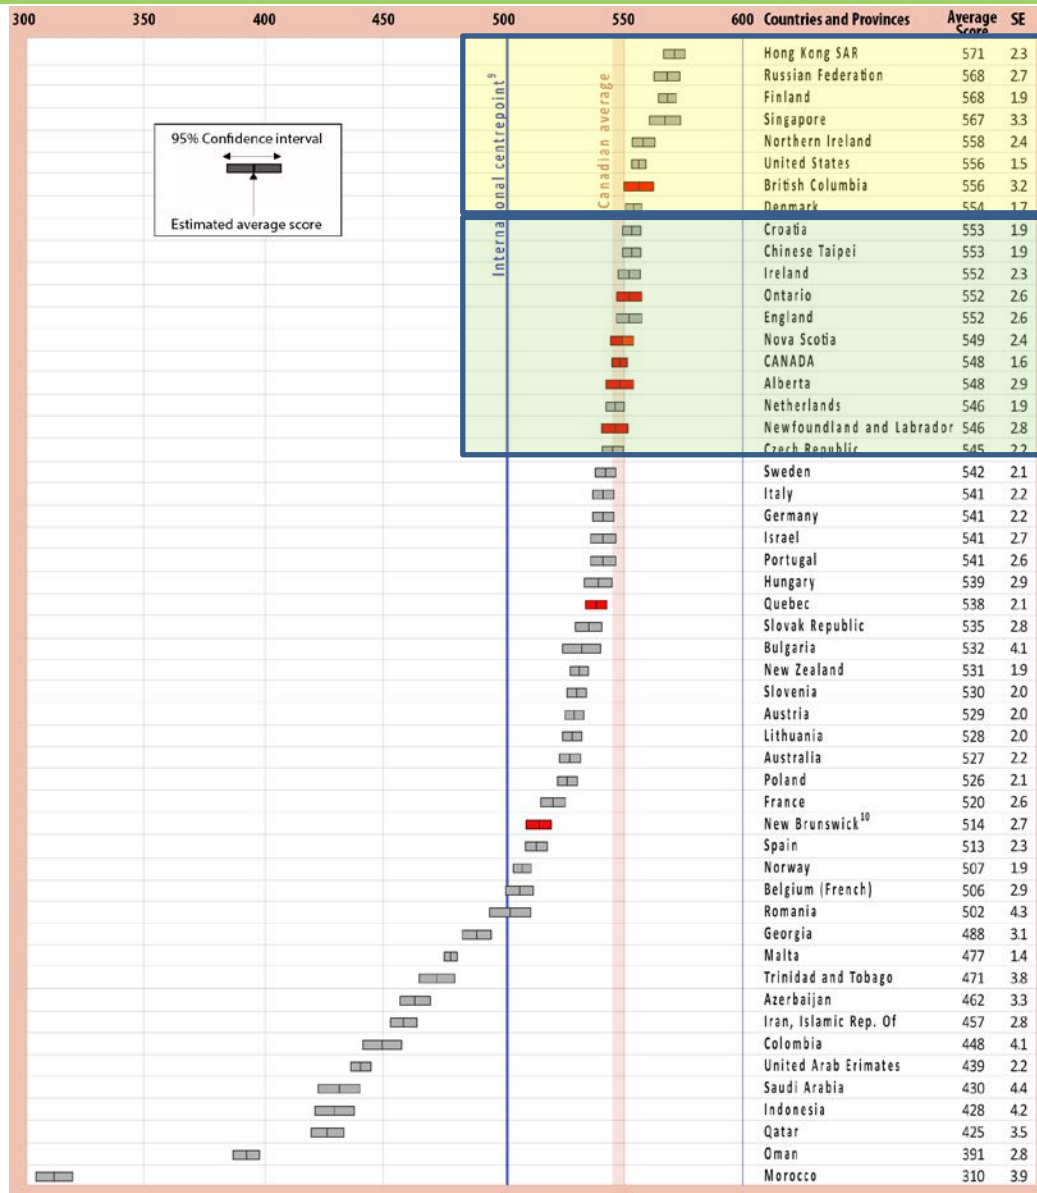 300 350 400 450 500 550 600 Countries and Provinces Average Score SE
International centrepoint9
Canadian average
95% Confidence interval
Estimated average score
Hong Kong SAR 571 2.3
Russian Federation 568 2.7
Finland 568 1.9
Singapore 567 3.3
Northern Ireland 558 2.4
United States 556 1.5
British Columbia 556 3.2
Denmark 554 1.7
Croatia 553 1.9
Chinese Taipei 553 1.9
Ireland 552 2.3
Ontario 552 2.6
England 552 2.6
Nova Scotia 549 2.4
CANADA 548 1.6
Alberta 548 2.9
Netherlands 546 1.9
Newfoundland and Labrador 546 2.8
Czech Republic 545 2.2
Sweden 542 2.1
Italy 541 2.2
Germany 541 2.2
Israel 541 2.7
Portugal 541 2.6
Hungary 539 2.9
Quebec 538 2.1
Slovak Republic 535 2.8
Bulgaria 532 4.1
New Zealand 531 1.9
Slovenia 530 2.0
Austria 529 2.0
Lithuania 528 2.0
Australia 527 2.2
Poland 526 2.1
France 520 2.6
New Brunswick10 514 2.7
Spain 513 2.3
Norway 507 1.9
Belgium (French) 506 2.9
Romania 502 4.3
Georgia 488 3.1
Malta 477 1.4
Trinidad and Tobago 471 3.8
Azerbaijan 462 3.3
Iran, Islamic Rep. Of 457 2.8
Colombia 448 4.1
United Arab Erimates 439 2.2
Saudi Arabia 430 4.4
Indonesia 428 4.2
Qatar 425 3.5
Oman 391 2.8
Morocco 310 3.9